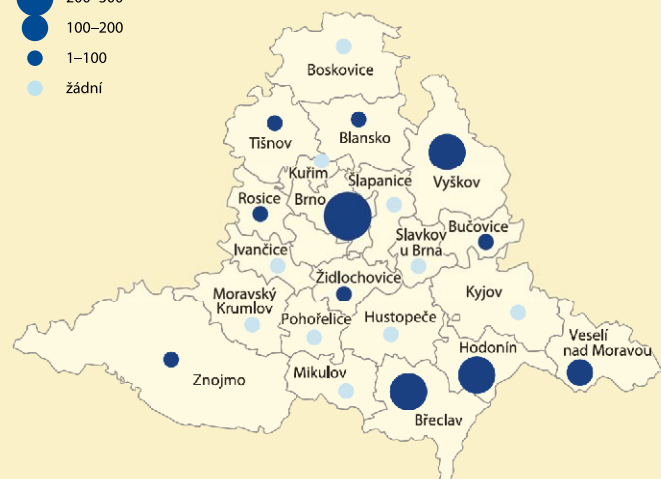 100–200
1–100
žádní
Boskovice
Tišnov
Blansko
Kuřim
Šlapanice
Vyškov
Rosice
Brno
Slavkov
u Brna
Bučovice
Ivančice
Židlochovice
Moravský
Krumlov
Pohořelice
Hustopeče
Kyjov
Veselí
nad Moravou
Hodonín
Mikulov
Znojmo
Břeclav